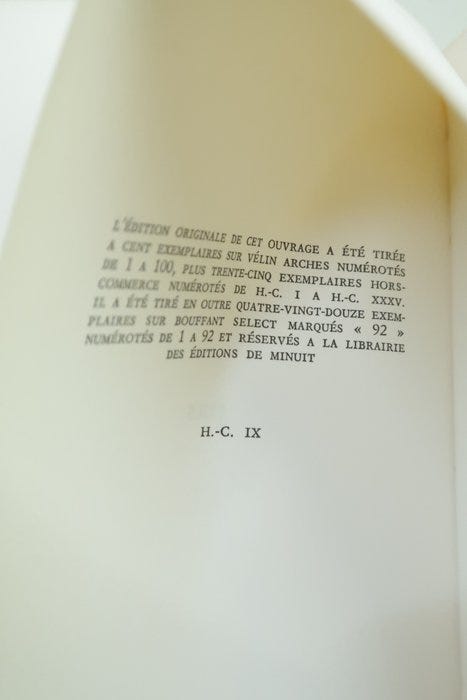 L'ÉDITION ORIGINALE DE CET OUVRAGE A ÉTÉ TIRÉE
A CENT EXEMPLAIRES SUR VÉLIN ARCHES NUMÉROTÉS
DE 1 A 100, PLUS TRENTE-CINQ EXEMPLAIRES HORS-
COMMERCE NUMÉROTÉS DE H.-C. I A H.-C. XXXV.
IL A ÉTÉ TIRÉ EN OUTRE QUATRE-VINGT-DOUZE EXEM-
PLAIRES SUR BOUFFANT SELECT MARQUÉS « 92 »
NUMÉROTÉS DE 1 A 92 ET RÉSERVÉS A LA LIBRAIRIE
DES ÉDITIONS DE MINUIT
H.-C. IX